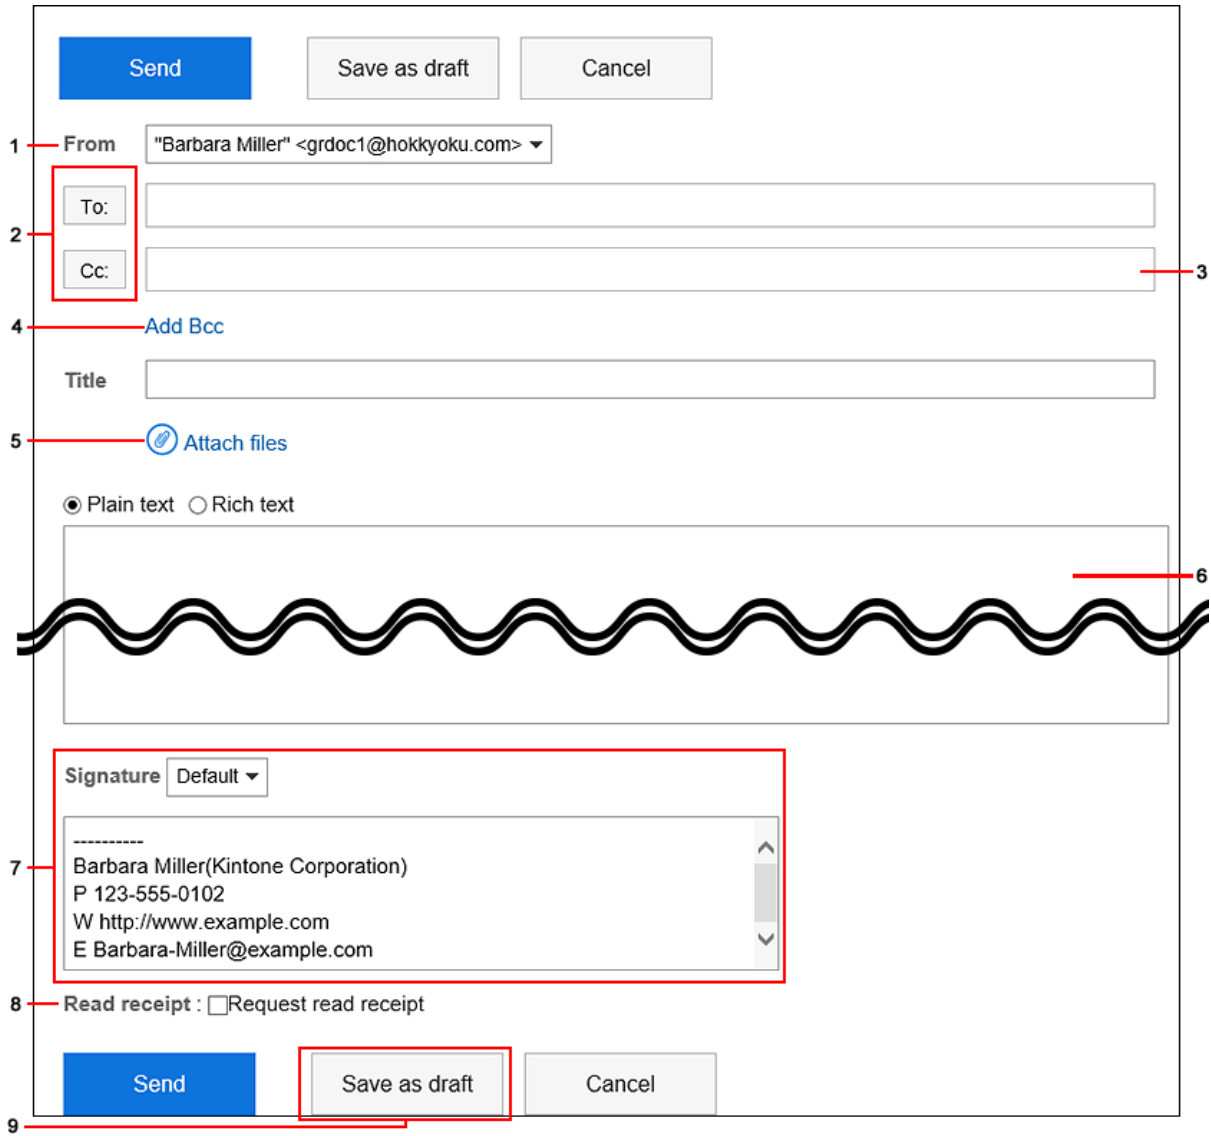 Send Save as draft Cancel
1 From "Barbara Miller" <grdoc1@hokkyoku.com>
To:
2
Cc: 3
4 Add Bcc
Title
5 Attach files
Plain text Rich text
6
Signature Default
----------
7 Barbara Miller(Kintone Corporation)
P 123-555-0102
W http://www.example.com
E Barbara-Miller@example.com
8 Read receipt : Request read receipt
Send Save as draft Cancel
9